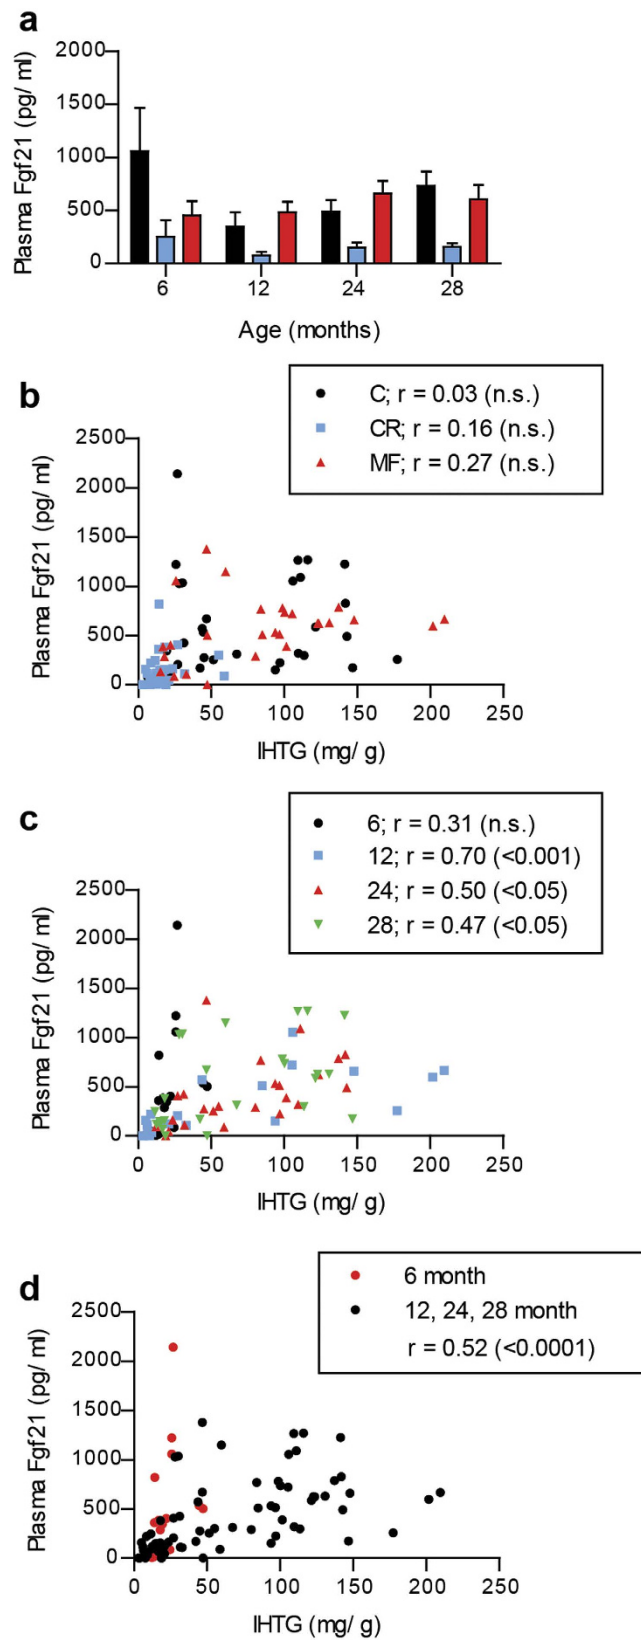 a
2000
1500
1000
500
0
Plasma Fgf21 (pg/ ml)
6 12 24 28
Age (months)
b
C; r = 0.03 (n.s.)
CR; r = 0.16 (n.s.)
MF; r = 0.27 (n.s.)
2500
2000
1500
1000
500
0
Plasma Fgf21 (pg/ ml)
0 50 100 150 200 250
IHTG (mg/ g)
c
6; r = 0.31 (n.s.)
12; r = 0.70 (<0.001)
24; r = 0.50 (<0.05)
28; r = 0.47 (<0.05)
2500
2000
1500
1000
500
0
Plasma Fgf21 (pg/ ml)
0 50 100 150 200 250
IHTG (mg/ g)
d
6 month
12, 24, 28 month
r = 0.52 (<0.0001)
2500
2000
1500
1000
500
0
Plasma Fgf21 (pg/ ml)
0 50 100 150 200 250
IHTG (mg/ g)